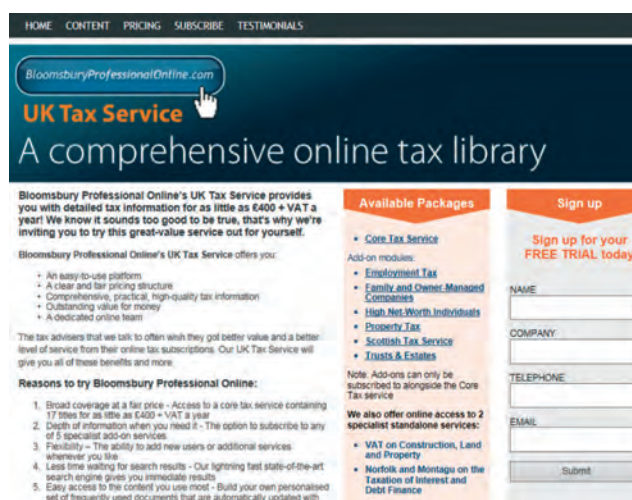 HOME CONTENT PRICING SUBSCRIBE TESTIMONIALS
BloomsburyProfessionalOnline.com
UK Tax Service
A comprehensive online tax library
Bloomsbury Professional Online's UK Tax Service provides
you with detailed tax information for as little as £400 + VAT a
year! We know it sounds too good to be true, that's why we're
inviting you to try this great-value service out for yourself.
Bloomsbury Professional Online's UK Tax Service offers you:
• An easy-to-use platform
• A clear and fair pricing structure
• Comprehensive, practical, high-quality tax information
• Outstanding value for money
• A dedicated online team
The tax advisers that we talk to often wish they got better value and a better
level of service from their online tax subscriptions. Our UK Tax Service will
give you all of these benefits and more.
Reasons to try Bloomsbury Professional Online:
1. Broad coverage at a fair price - Access to a core tax service containing
17 titles for as little as £400 + VAT a year
2. Depth of information when you need it - The option to subscribe to any
of 5 specialist add-on services
3. Flexibility – The ability to add new users or additional services
whenever you like
4. Less time waiting for search results - Our lightning fast state-of-the-art
search engine gives you immediate results
5. Easy access to the content you use most - Build your own personalised
set of frequently used documents that are automatically updated with
Available Packages
• Core Tax Service
Add-on modules:
• Employment Tax
• Family and Owner-Managed
Companies
• High Net-Worth Individuals
• Property Tax
• Scottish Tax Service
• Trusts & Estates
Note: Add-ons can only be
subscribed to alongside the Core
Tax service
We also offer online access to 2
specialist standalone services:
• VAT on Construction, Land
and Property
• Norfolk and Montagu on the
Taxation of Interest and
Debt Finance
Sign up
Sign up for your
FREE TRIAL today
NAME
COMPANY
TELEPHONE
EMAIL
Submit